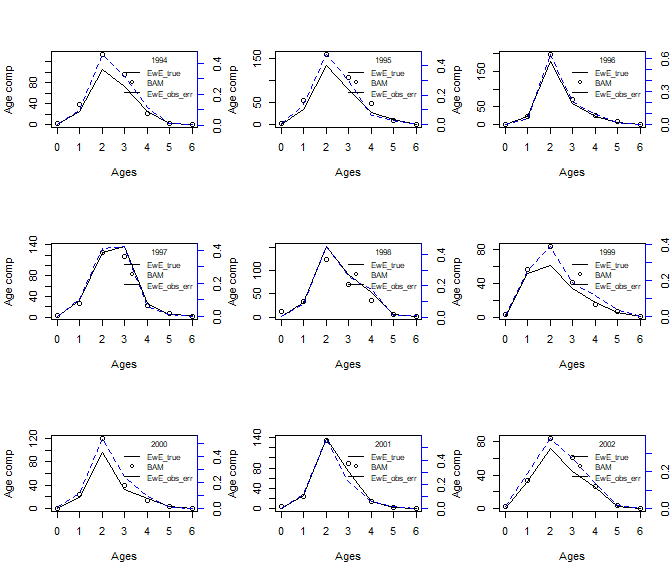 1994
EwE_true
BAM
EwE_obs_err
Age comp
0 40 80
0.0 0.2 0.4
0 1 2 3 4 5 6
Ages
1995
EwE_true
BAM
EwE_obs_err
Age comp
0 50 150
0.0 0.2 0.4
0 1 2 3 4 5 6
Ages
1996
EwE_true
BAM
EwE_obs_err
Age comp
0 50 150
0.0 0.3 0.6
0 1 2 3 4 5 6
Ages
1997
EwE_true
BAM
EwE_obs_err
Age comp
0 40 80 140
0.0 0.2 0.4
0 1 2 3 4 5 6
Ages
1998
EwE_true
BAM
EwE_obs_err
Age comp
0 50 100
0.0 0.2 0.4
0 1 2 3 4 5 6
Ages
1999
EwE_true
BAM
EwE_obs_err
Age comp
0 40 80
0.0 0.2 0.4
0 1 2 3 4 5 6
Ages
2000
EwE_true
BAM
EwE_obs_err
Age comp
0 40 80 120
0.0 0.2 0.4
0 1 2 3 4 5 6
Ages
2001
EwE_true
BAM
EwE_obs_err
Age comp
0 40 80 140
0.0 0.2 0.4
0 1 2 3 4 5 6
Ages
2002
EwE_true
BAM
EwE_obs_err
Age comp
0 40 80
0.0 0.2
0 1 2 3 4 5 6
Ages